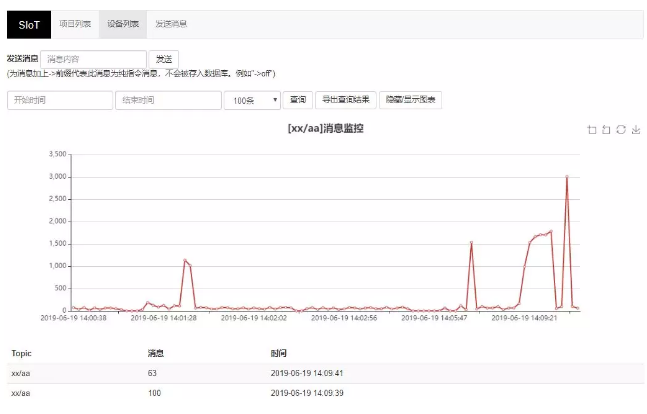 SIoT 项目列表 设备列表 发送消息
发送消息 消息内容 发送
(为消息加上->前缀代表此消息为纯指令消息，不会被存入数据库。例如"->off")
开始时间 结束时间 100条 查询 导出查询结果 隐藏/显示图表
[xx/aa]消息监控
3,500
3,000
2,500
2,000
1,500
1,000
500
0
2019-06-19 14:00:38 2019-06-19 14:01:28 2019-06-19 14:02:02 2019-06-19 14:02:56 2019-06-19 14:05:47 2019-06-19 14:09:21
Topic 消息 时间
xx/aa 63 2019-06-19 14:09:41
xx/aa 100 2019-06-19 14:09:39